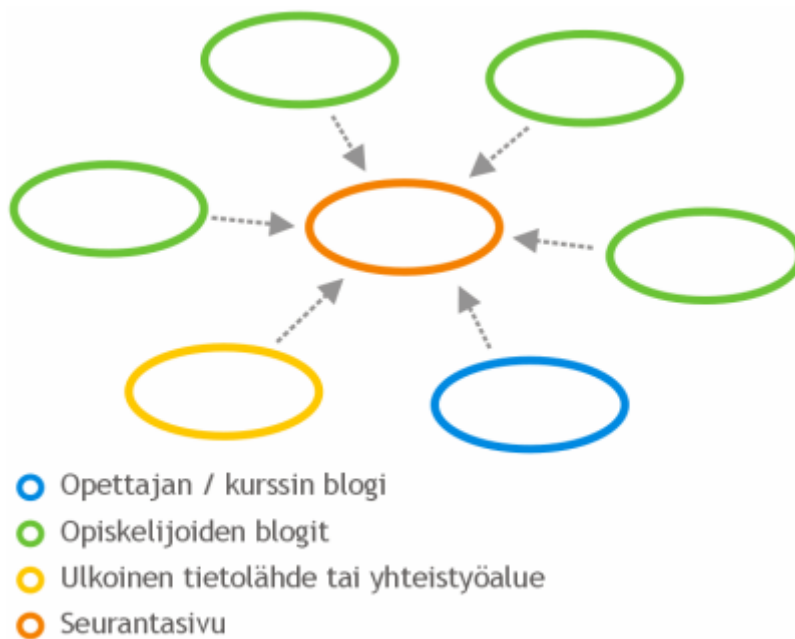 Opettajan / kurssin blogi
Opiskelijoiden blogit
Ulkoinen tietolähde tai yhteistyöalue
Seurantasivu